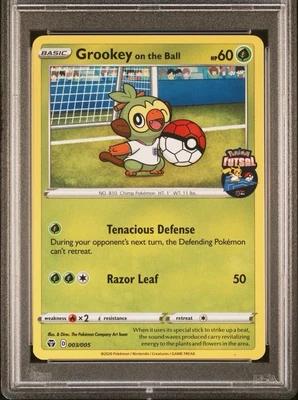 BASIC
Grookey on the Ball HP60
Pokémon
FUTSAL
NO. 810 Chimp Pokémon HT: 1' WT: 11 lbs.
Tenacious Defense
During your opponent's next turn, the Defending Pokémon
can't retreat.
Razor Leaf 50
weakness ×2 resistance retreat
Illus. & Direc. The Pokémon Company Art Team
When it uses its special stick to strike up a beat,
the sound waves produced carry revitalizing
energy to the plants and flowers in the area.
D 003/005
©2020 Pokémon / Nintendo / Creatures / GAME FREAK